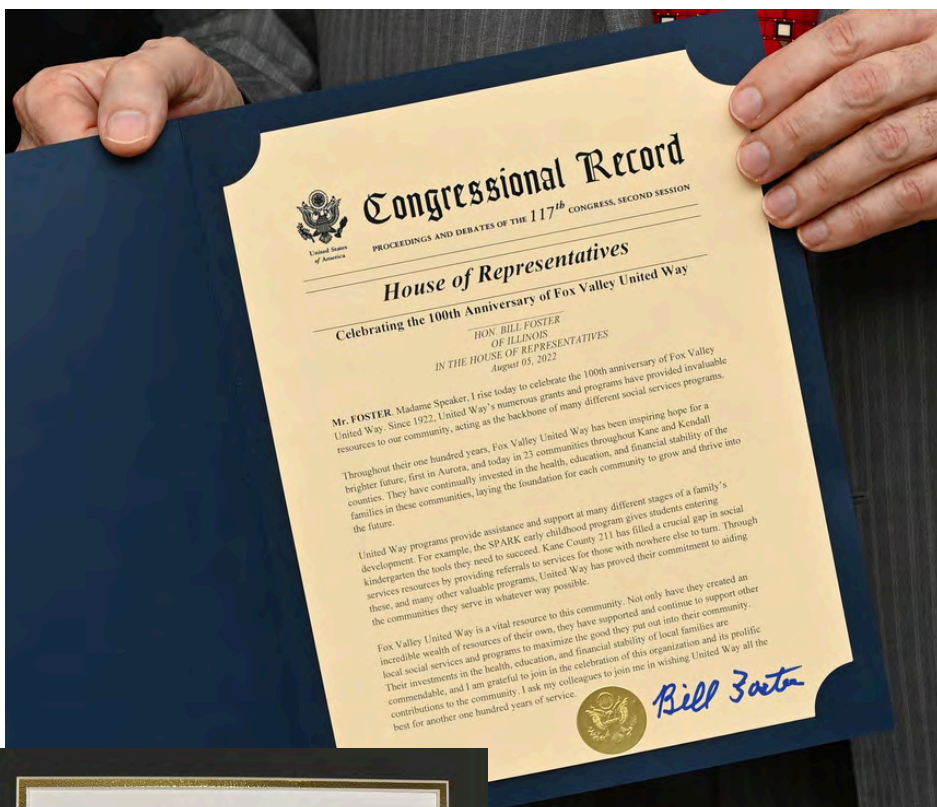 Congressional Record
United States
of America
PROCEEDINGS AND DEBATES OF THE 117th CONGRESS, SECOND SESSION
House of Representatives
Celebrating the 100th Anniversary of Fox Valley United Way
HON. BILL FOSTER
OF ILLINOIS
IN THE HOUSE OF REPRESENTATIVES
August 05, 2022
Mr. FOSTER. Madame Speaker, I rise today to celebrate the 100th anniversary of Fox Valley
United Way. Since 1922, United Way's numerous grants and programs have provided invaluable
resources to our community, acting as the backbone of many different social services programs.
Throughout their one hundred years, Fox Valley United Way has been inspiring hope for a
brighter future, first in Aurora, and today in 23 communities throughout Kane and Kendall
counties. They have continually invested in the health, education, and financial stability of the
families in these communities, laying the foundation for each community to grow and thrive into
the future.
United Way programs provide assistance and support at many different stages of a family's
development. For example, the SPARK early childhood program gives students entering
kindergarten the tools they need to succeed. Kane County 211 has filled a crucial gap in social
services resources by providing referrals to services for those with nowhere else to turn. Through
these, and many other valuable programs, United Way has proved their commitment to aiding
the communities they serve in whatever way possible.
Fox Valley United Way is a vital resource to this community. Not only have they created an
incredible wealth of resources of their own, they have supported and continue to support other
local social services and programs to maximize the good they put out into their community.
Their investments in the health, education, and financial stability of local families are
commendable, and I am grateful to join in the celebration of this organization and its prolific
contributions to the community. I ask my colleagues to join me in wishing United Way all the
best for another one hundred years of service.
Bill Foster